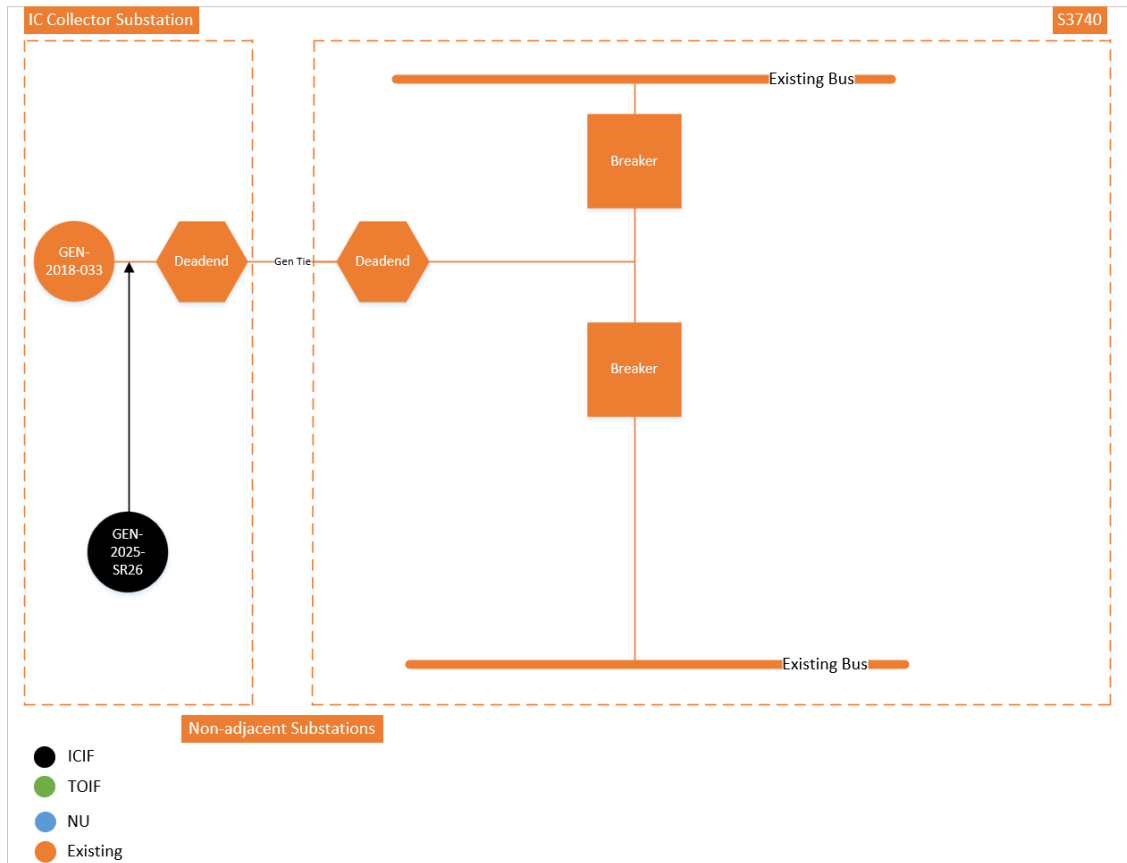 IC Collector Substation
S3740
Existing Bus
Breaker
GEN-
2018-033
Deadend
Gen Tie
Deadend
Breaker
GEN-
2025-
SR26
Existing Bus
Non-adjacent Substations
ICIF
TOIF
NU
Existing